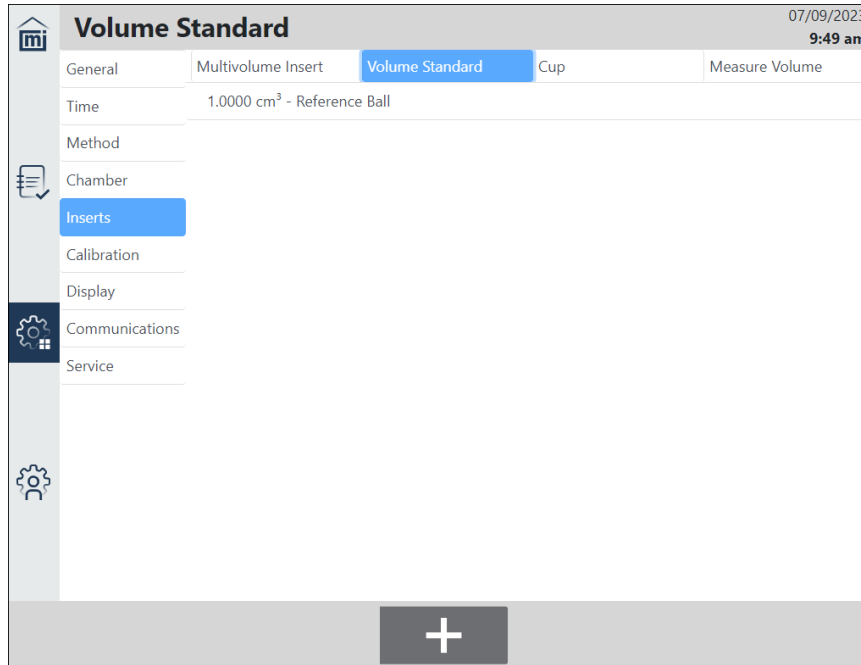 mi
Volume Standard
07/09/2023
9:49 am
General
Time
Method
Chamber
Inserts
Calibration
Display
Communications
Service
Multivolume Insert
Volume Standard
Cup
Measure Volume
1.0000 cm³ - Reference Ball